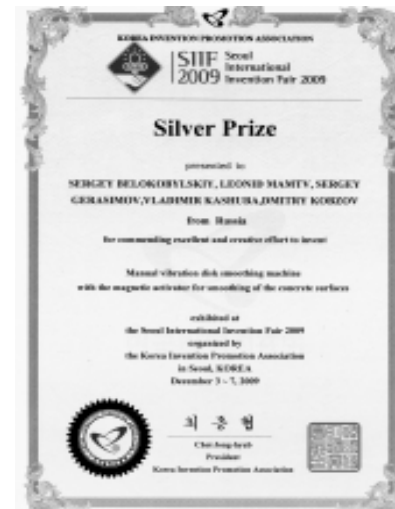 KOREA INVENTION PROMOTION ASSOCIATION
SIIF 2009
Seoul International Invention Fair 2009
Silver Prize
presented to
SERGEY BELOKOBYLSKIY, LEONID MAMTV, SERGEY
GERASIMOV,VLADIMIR KASHUBA,DMITRY KOBZOV
from Russia
for commending excellent and creative effort to invent
Manual vibration disk smoothing machine
with the magnetic activator for smoothing of the concrete surfaces
exhibited at
the Seoul International Invention Fair 2009
organized by
the Korea Invention Promotion Association
in Seoul, KOREA
December 3 - 7, 2009
President
Korea Invention Promotion Association